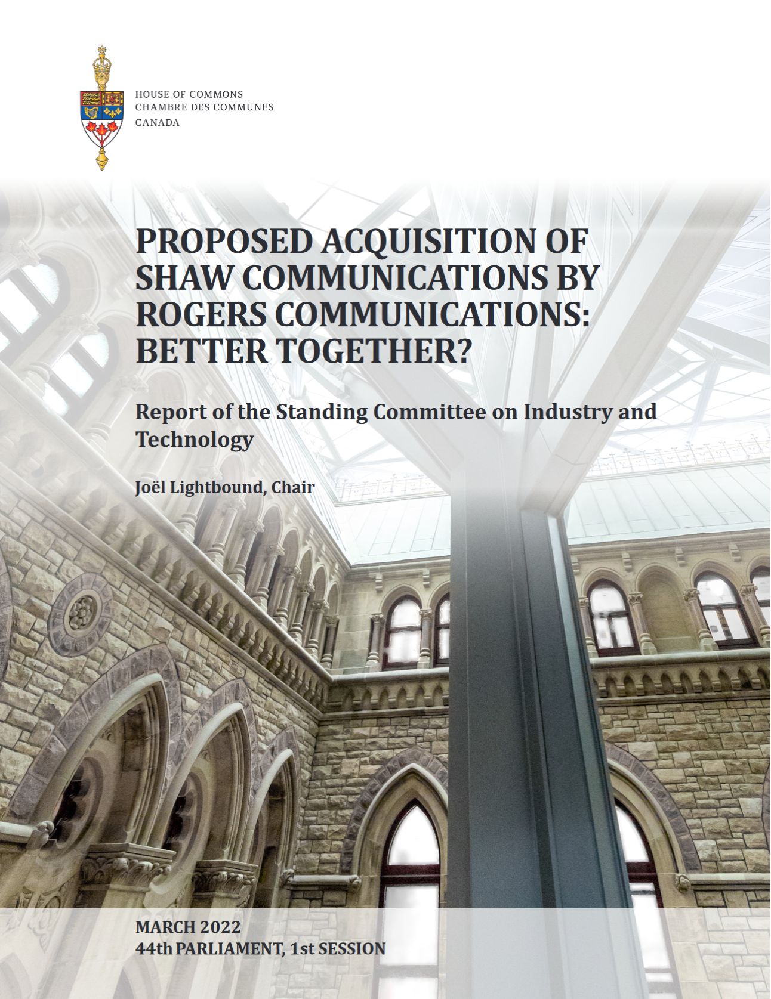 HOUSE OF COMMONS
CHAMBRE DES COMMUNES
CANADA
PROPOSED ACQUISITION OF
SHAW COMMUNICATIONS BY
ROGERS COMMUNICATIONS:
BETTER TOGETHER?
Report of the Standing Committee on Industry and
Technology
Joël Lightbound, Chair
MARCH 2022
44th PARLIAMENT, 1st SESSION